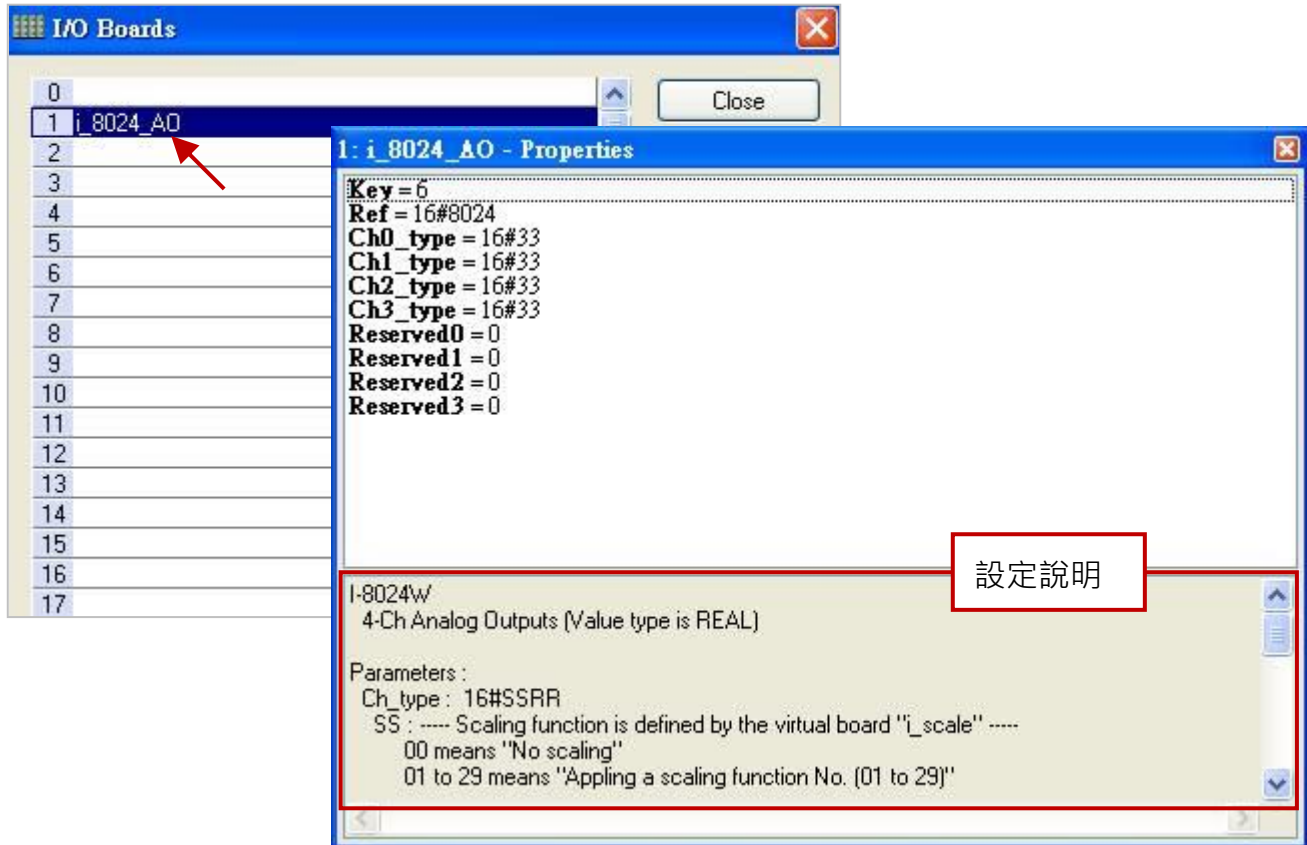 I/O Boards
0
Close
1 i_8024_AO
2
3
4
5
6
7
8
9
10
11
12
13
14
15
16
17
1: i_8024_AO - Properties
Key = 6
Ref = 16#8024
Ch0_type = 16#33
Ch1_type = 16#33
Ch2_type = 16#33
Ch3_type = 16#33
Reserved0 = 0
Reserved1 = 0
Reserved2 = 0
Reserved3 = 0
設定說明
I-8024W
4-Ch Analog Outputs (Value type is REAL)
Parameters :
Ch_type : 16#SSRR
SS : ----- Scaling function is defined by the virtual board "i_scale" -----
00 means "No scaling"
01 to 29 means "Appling a scaling function No. (01 to 29)"